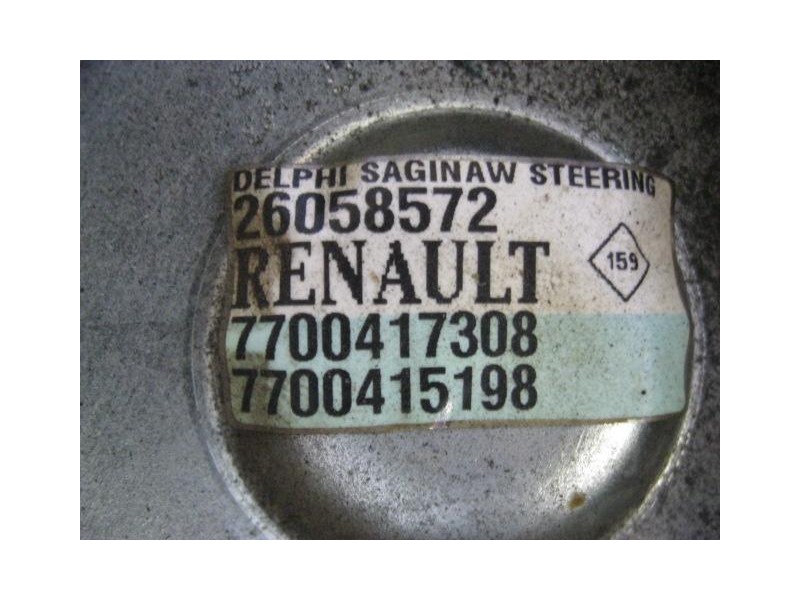 DELPHI SAGINAW STEERING
26058572
RENAULT
159
7700417308
7700415198